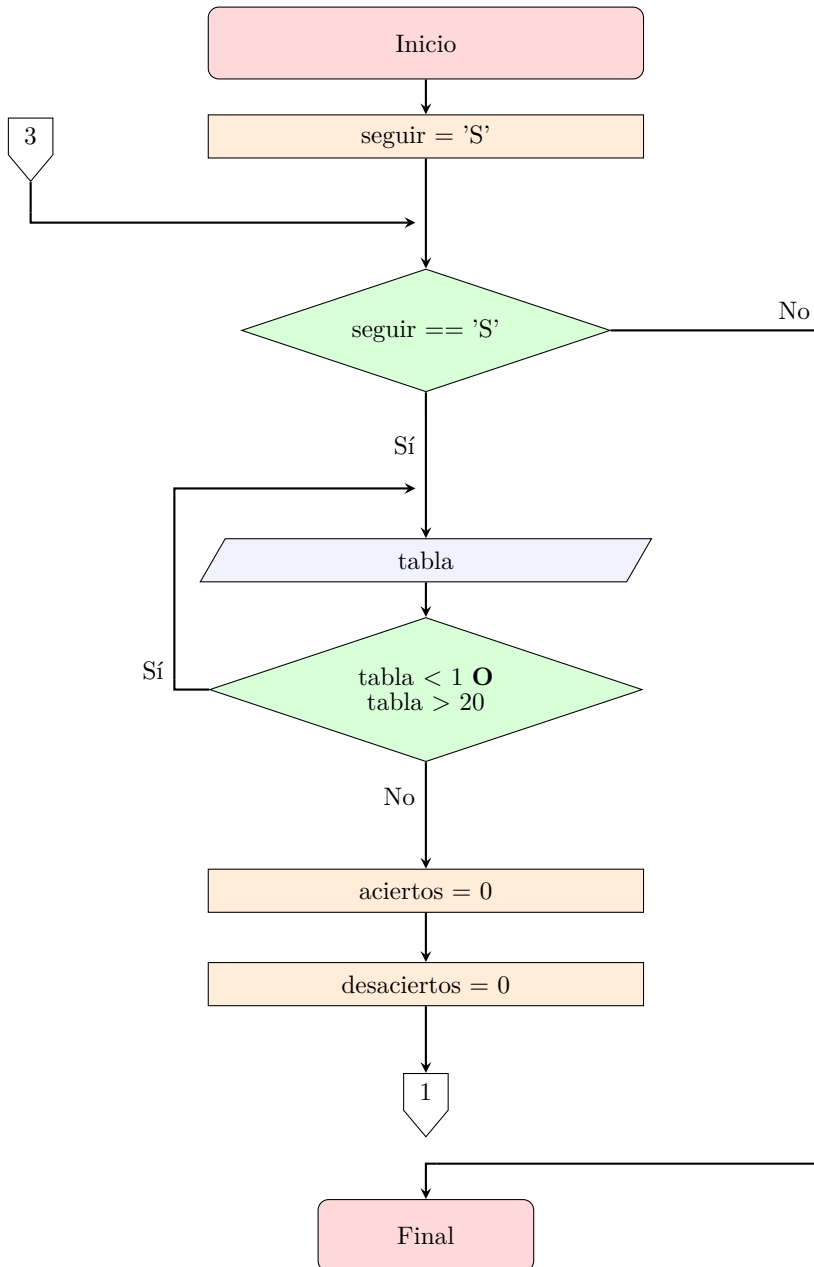 Inicio
seguir = 'S'
3
seguir == 'S'
No
Sí
tabla
tabla < 1 O
tabla > 20
Sí
No
aciertos = 0
desaciertos = 0
1
Final